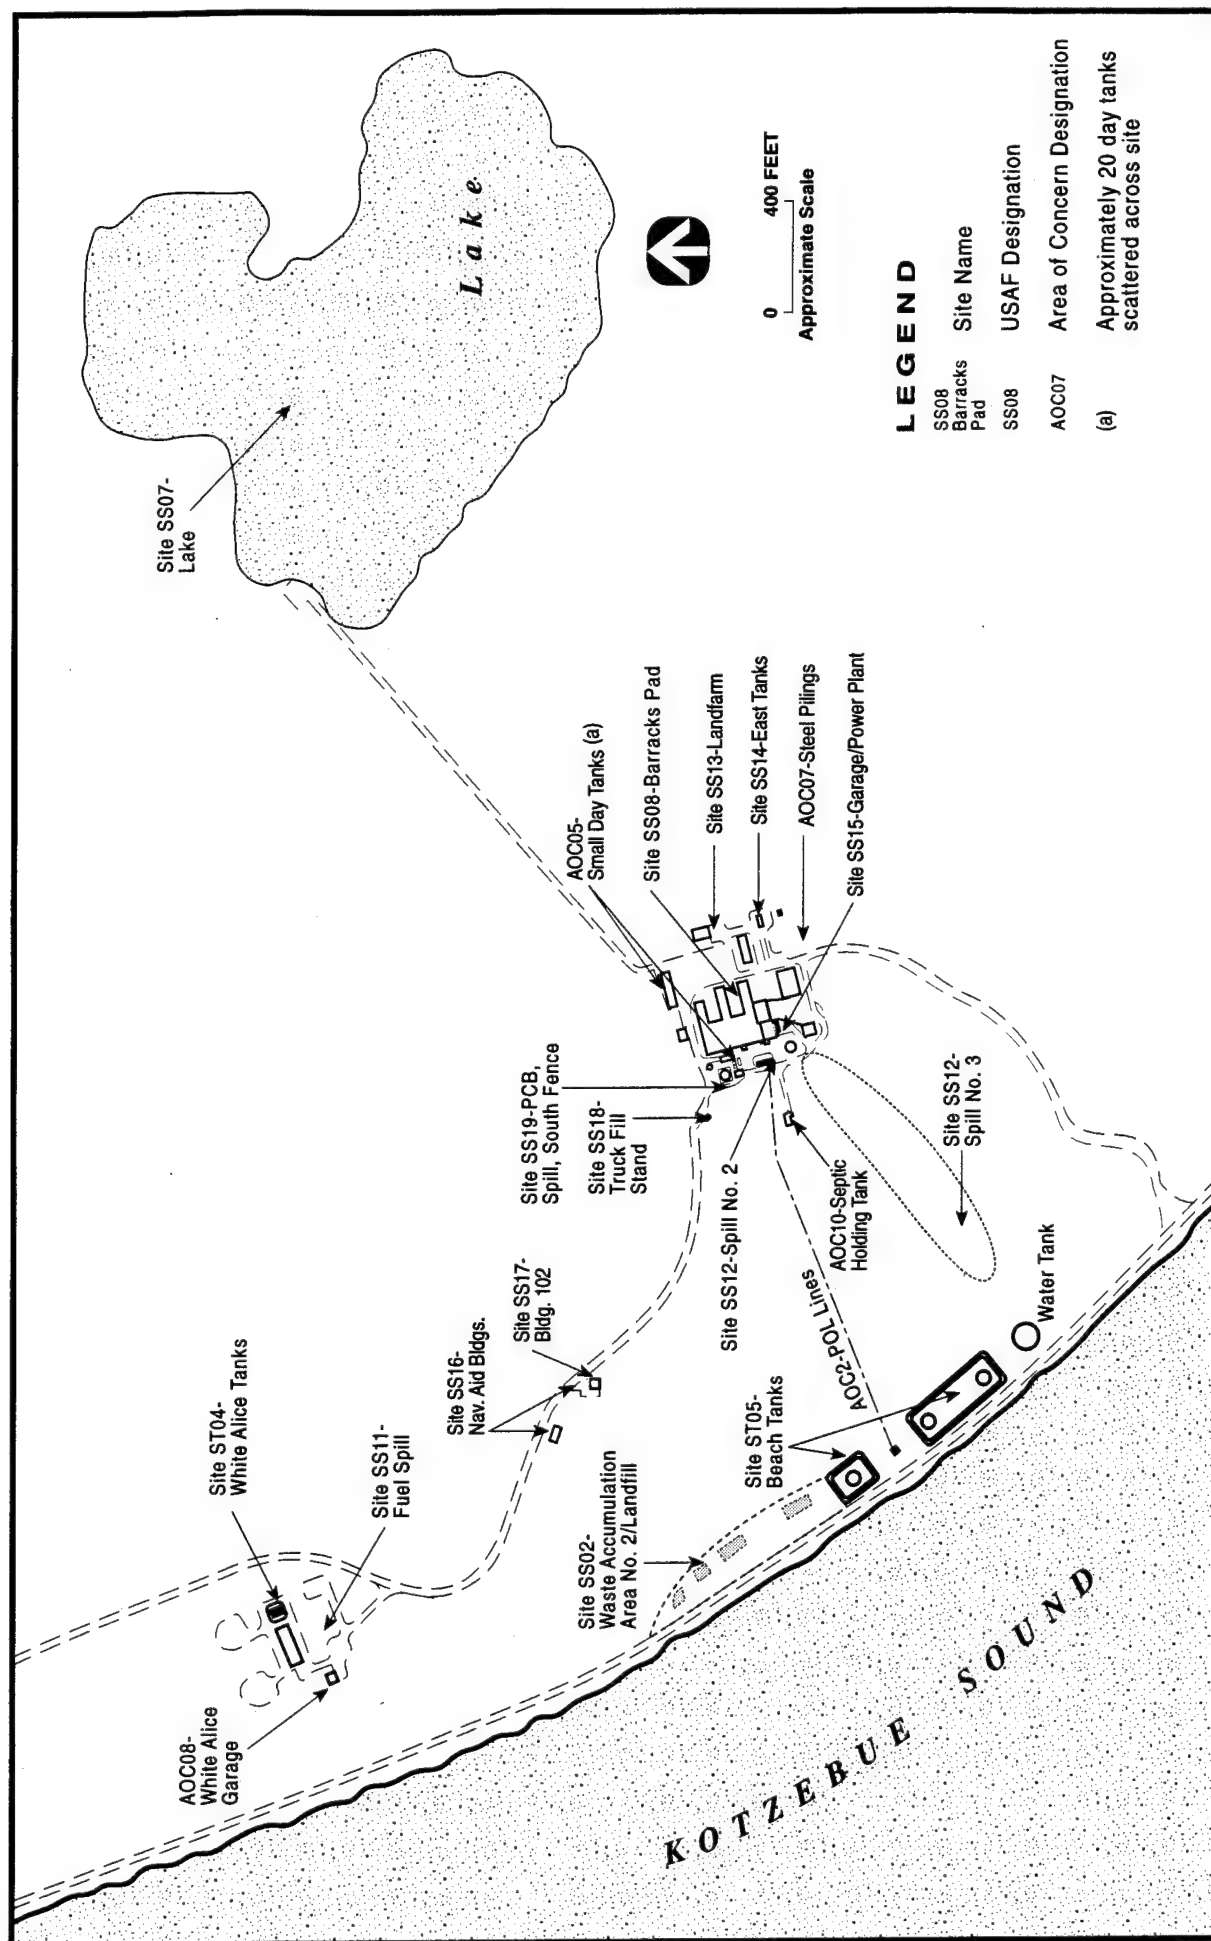 Site SS07-
Lake
Lake
AOC08-
White Alice
Garage
Site ST04-
White Alice Tanks
Site SS11-
Fuel Spill
Site SS16-
Nav. Aid Bldgs.
Site SS17-
Bldg. 102
Site SS19-PCB,
Spill, South Fence
Site SS18-
Truck Fill
Stand
AOC05-
Small Day Tanks (a)
Site SS08-Barracks Pad
Site SS13-Landfarm
Site SS14-East Tanks
AOC07-Steel Pilings
Site SS15-Garage/Power Plant
Site SS02-
Waste Accumulation
Area No. 2/Landfill
Site ST05-
Beach Tanks
Site SS12-Spill No. 2
AOC2-POL Lines
AOC10-Septic
Holding Tank
Site SS12-
Spill No. 3
Water Tank
KOTZEBUE SOUND
0 400 FEET
Approximate Scale
LEGEND
SS08
Barracks
Pad
Site Name
SS08 USAF Designation
AOC07 Area of Concern Designation
(a) Approximately 20 day tanks
scattered across site